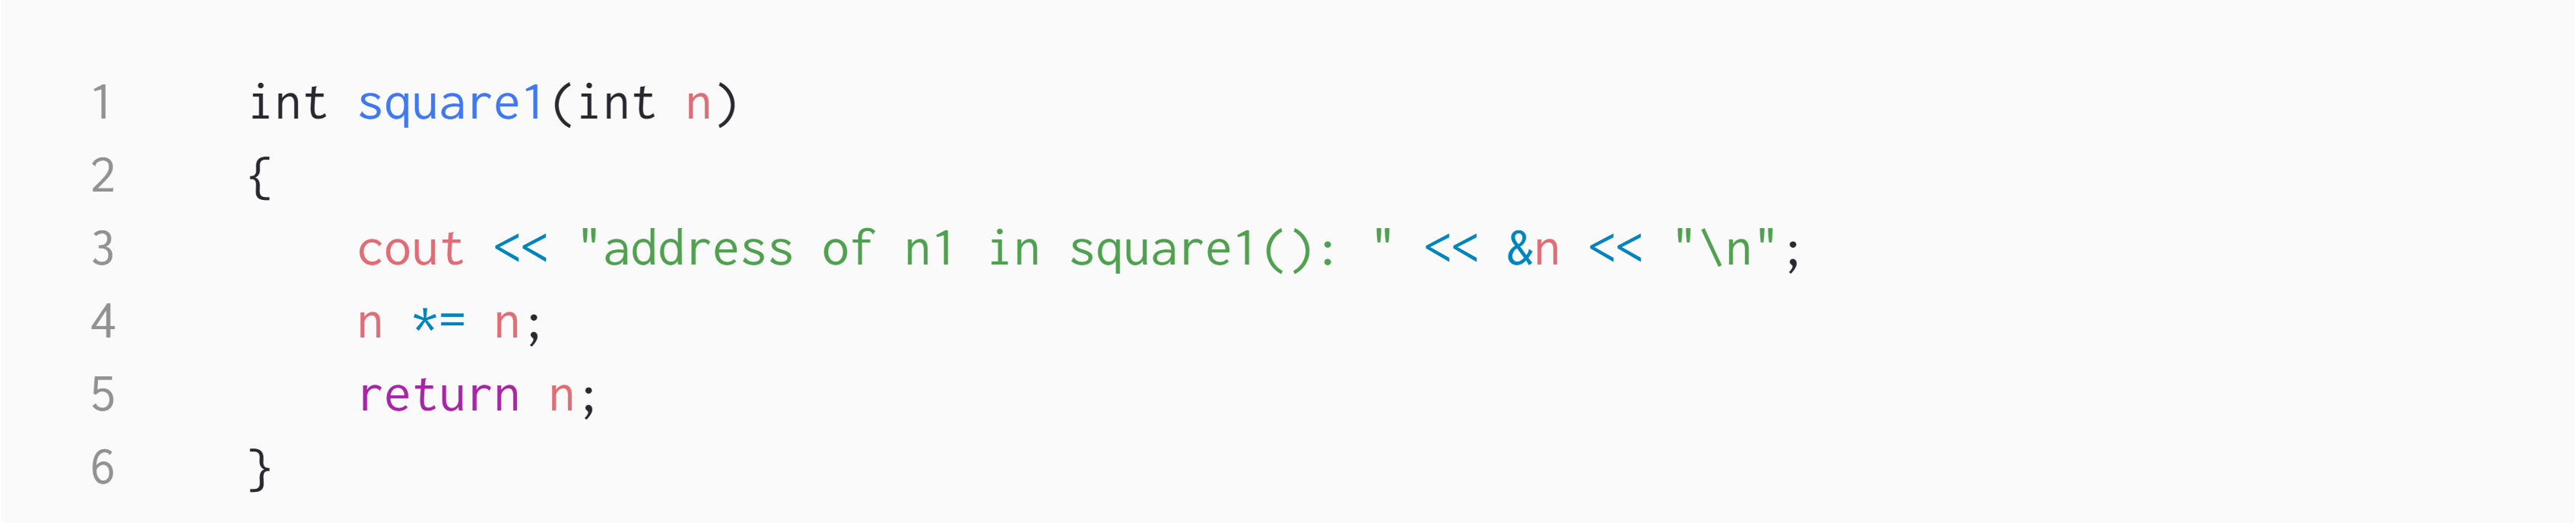 1 int square1(int n)
2 {
3 cout << "address of n1 in square1(): " << &n << "\n";
4 n *= n;
5 return n;
6 }